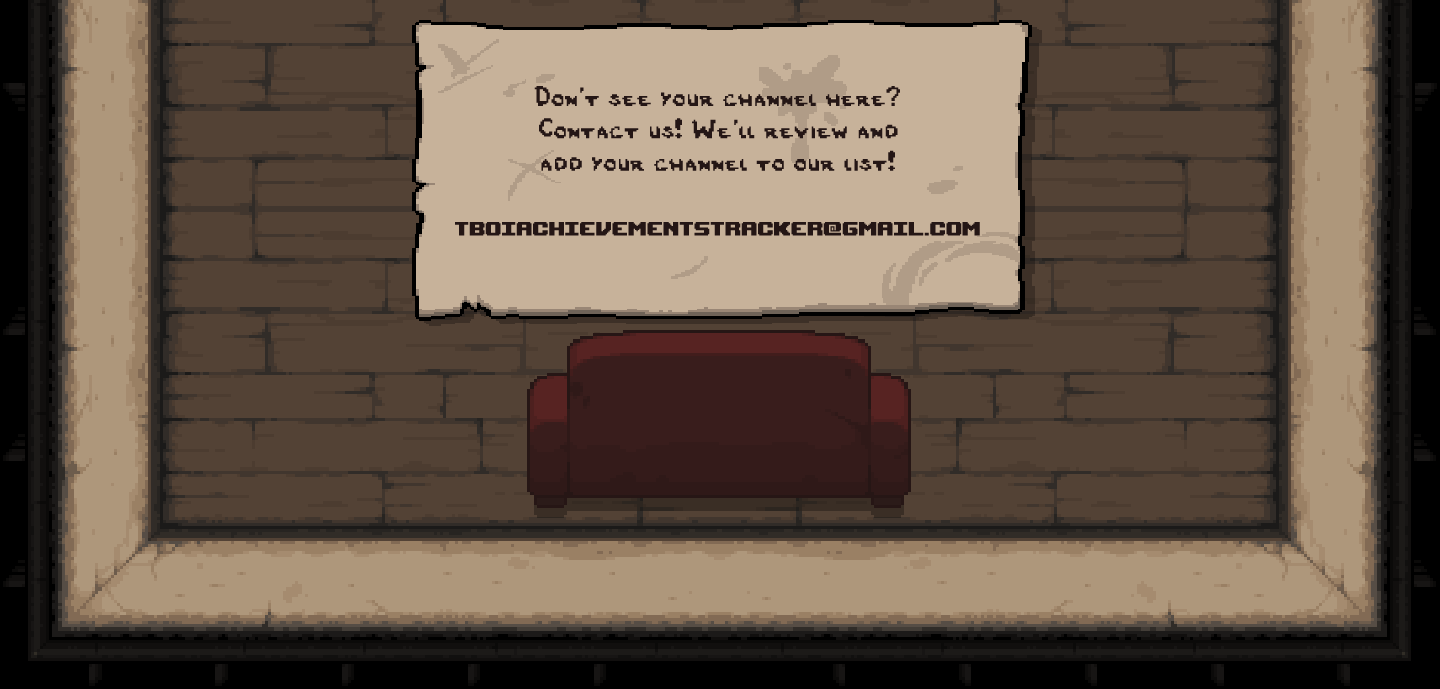 Don't see your channel here?
Contact us! We'll review and
add your channel to our list!
TBOIACHIEVEMENTSTRACKER@GMAIL.COM